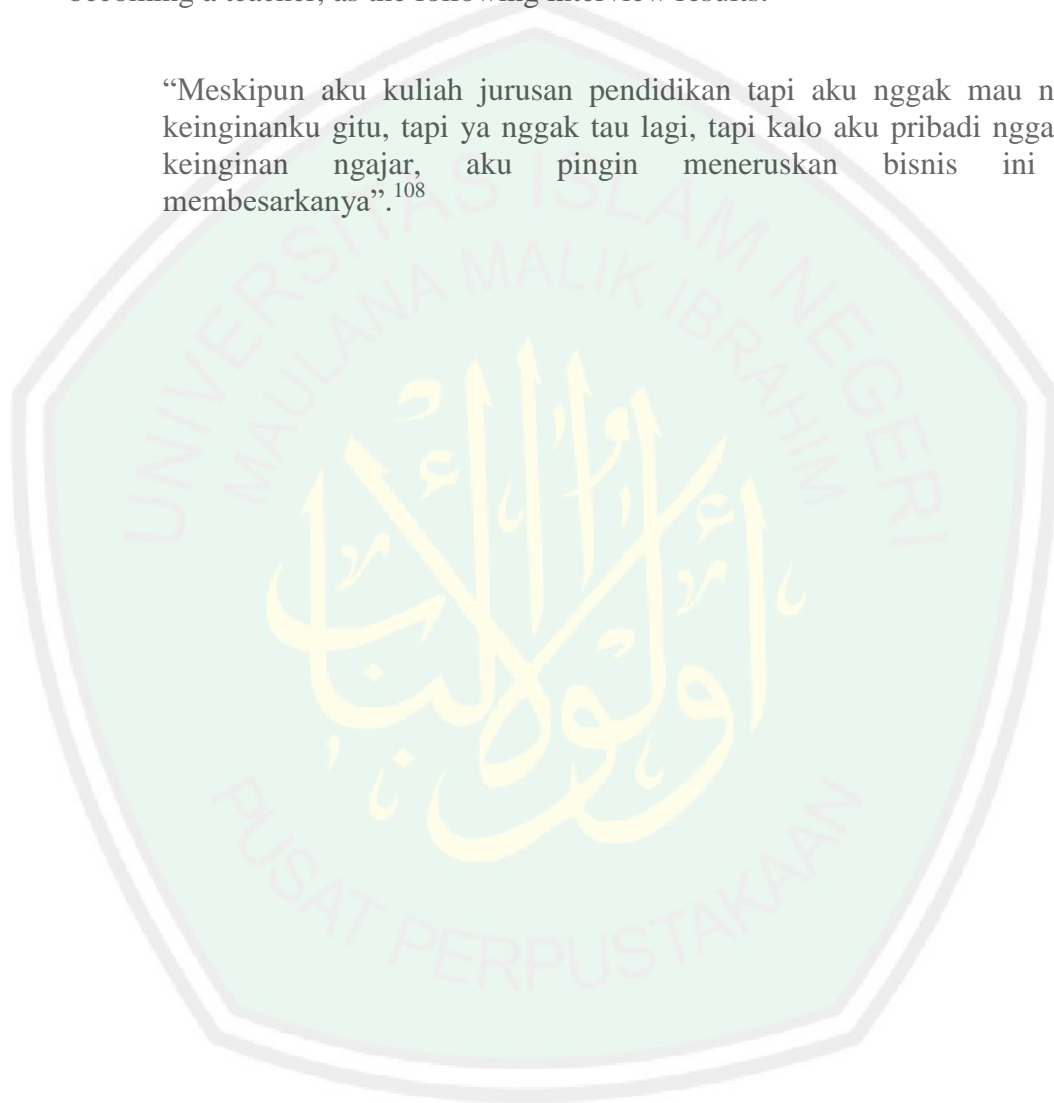 becoming a teacher, as the following interview results:
“Meskipun aku kuliah jurusan pendidikan tapi aku nggak mau n
keinginanku gitu, tapi ya nggak tau lagi, tapi kalo aku pribadi ngga
keinginan ngajar, aku pingin meneruskan bisnis ini
membesarkanya”.108
UNIVERSITAS ISLAM NEGERI
MAULANA MALIK IBRAHIM
أولوا الألباب
PUSAT PERPUSTAKAAN